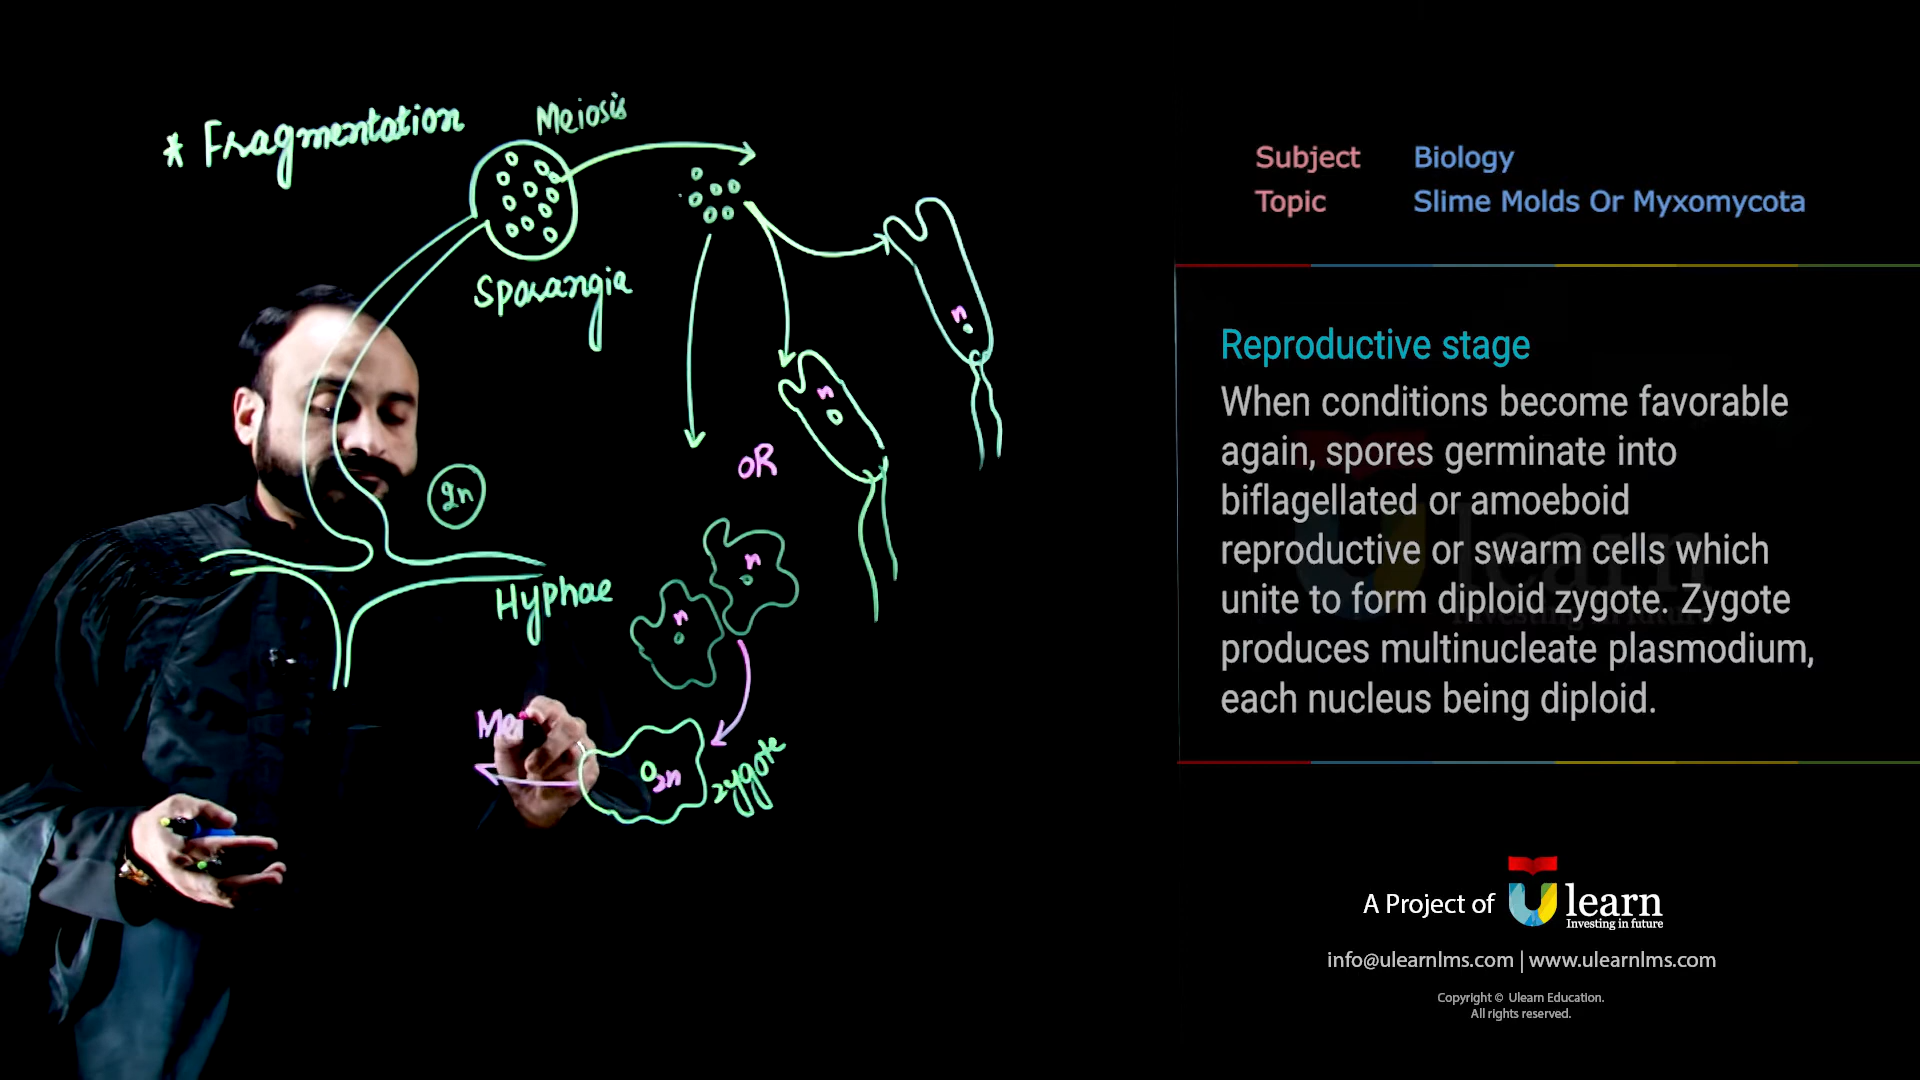 * Fragmentation
Meiosis
Sporangia
2n
Hyphae
n
n
OR
n
n
Me
2n
zygote
Subject Biology
Topic Slime Molds Or Myxomycota
Reproductive stage
When conditions become favorable
again, spores germinate into
biflagellated or amoeboid
reproductive or swarm cells which
unite to form diploid zygote. Zygote
produces multinucleate plasmodium,
each nucleus being diploid.
A Project of Ulearn
Investing in future
info@ulearnlms.com | www.ulearnlms.com
Copyright © Ulearn Education.
All rights reserved.